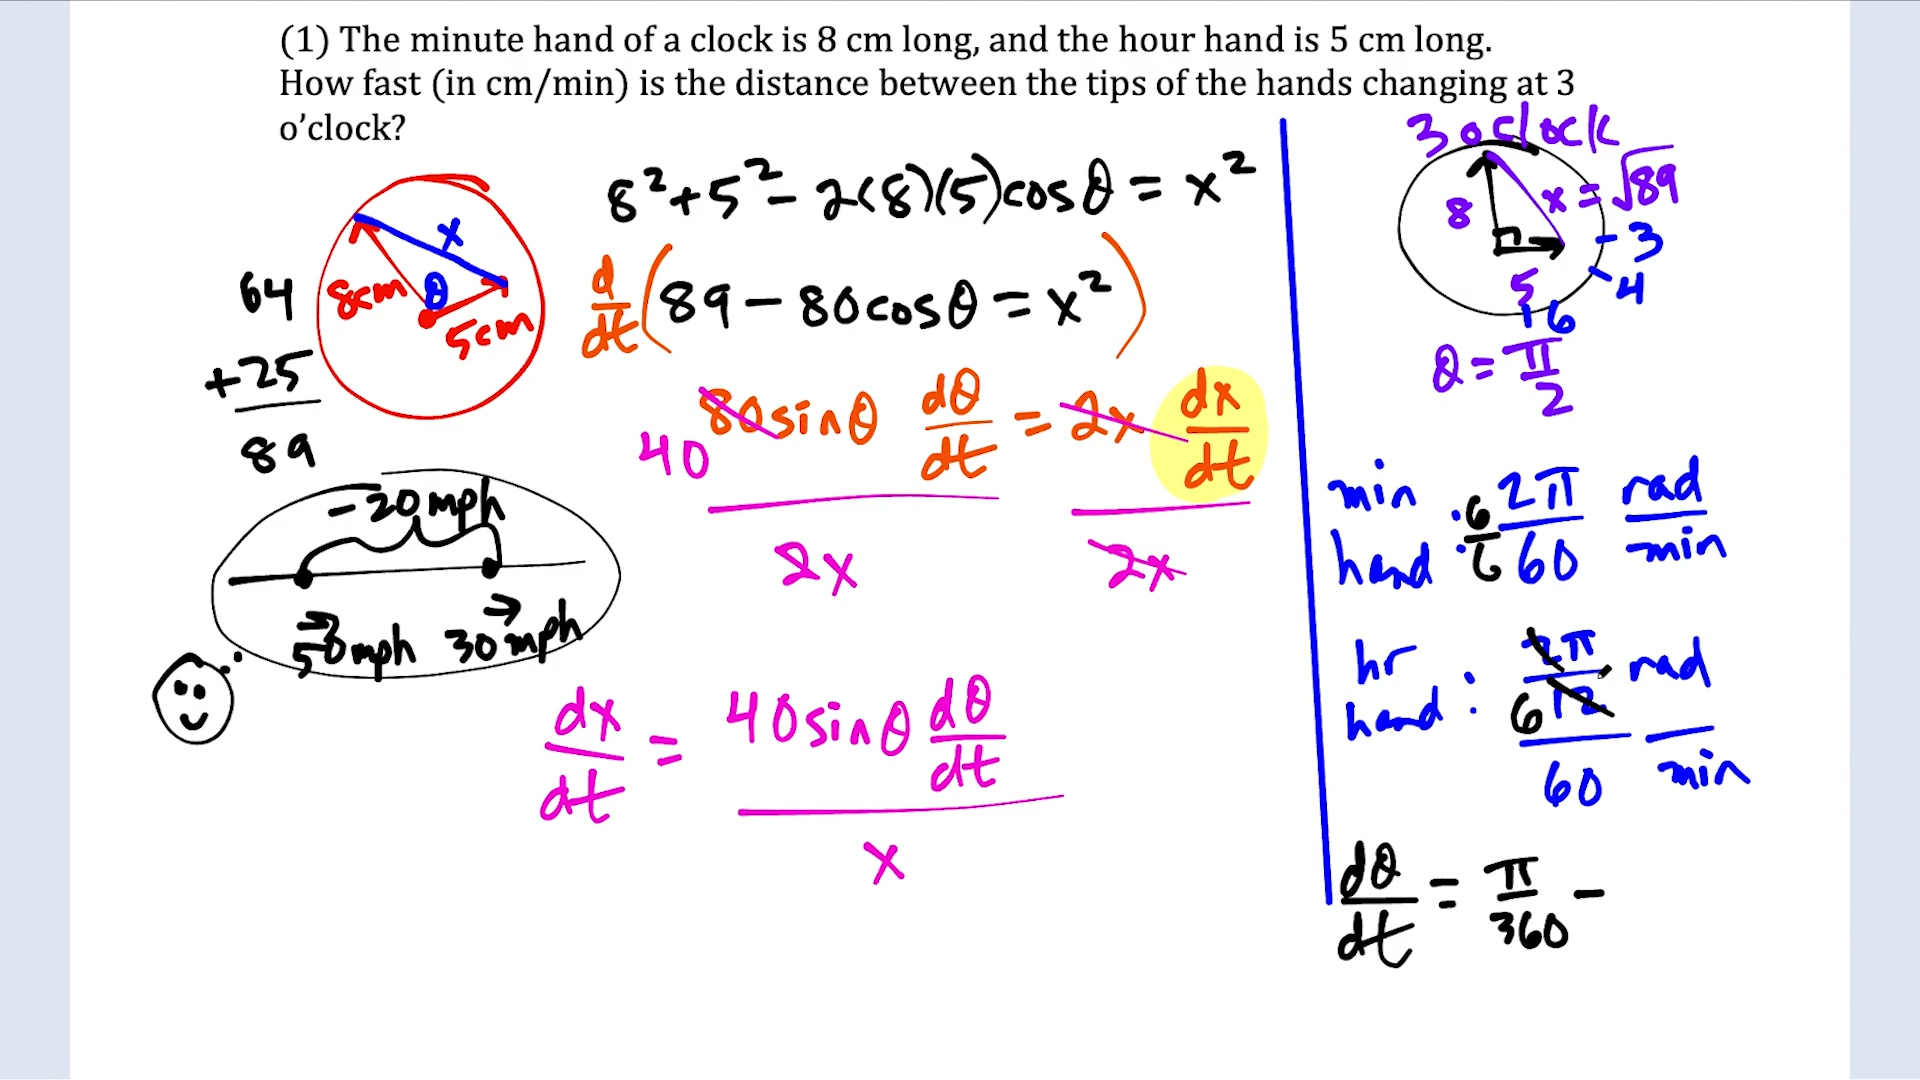 (1) The minute hand of a clock is 8 cm long, and the hour hand is 5 cm long.
How fast (in cm/min) is the distance between the tips of the hands changing at 3
o’clock?
3 oclock
8
x = √89
5
3
4
6
θ = π/2
8cm
θ
x
5cm
64
+25
89
8² + 5² - 2(8)(5)cosθ = x²
d/dt (89 - 80cosθ = x²)
80sinθ dθ/dt = 2x dx/dt
40
2x
2x
-20mph
50mph 30mph
dx/dt = 40sinθ dθ/dt / x
min hand ·6/·6 2π/60 rad/min
hr hand: 2π/12 / 60 rad/min
6
dθ/dt = π/360 -